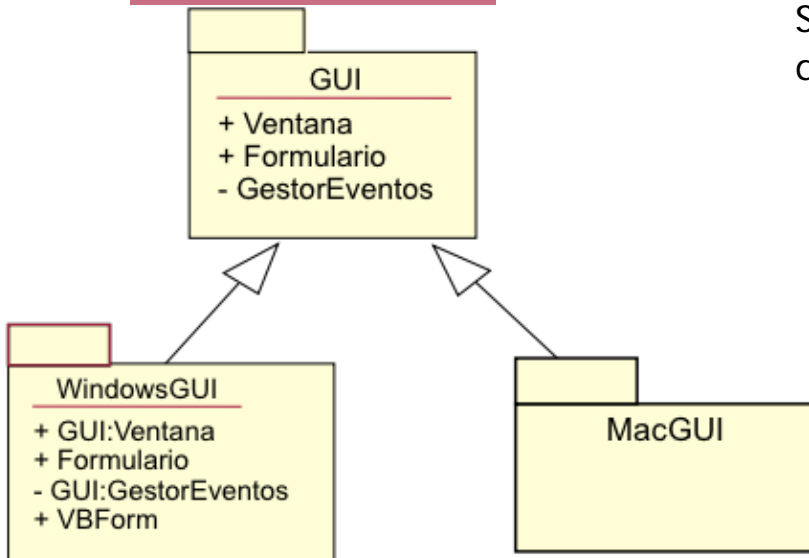 GUI
+ Ventana
+ Formulario
- GestorEventos
WindowsGUI
+ GUI:Ventana
+ Formulario
- GUI:GestorEventos
+ VBForm
MacGUI